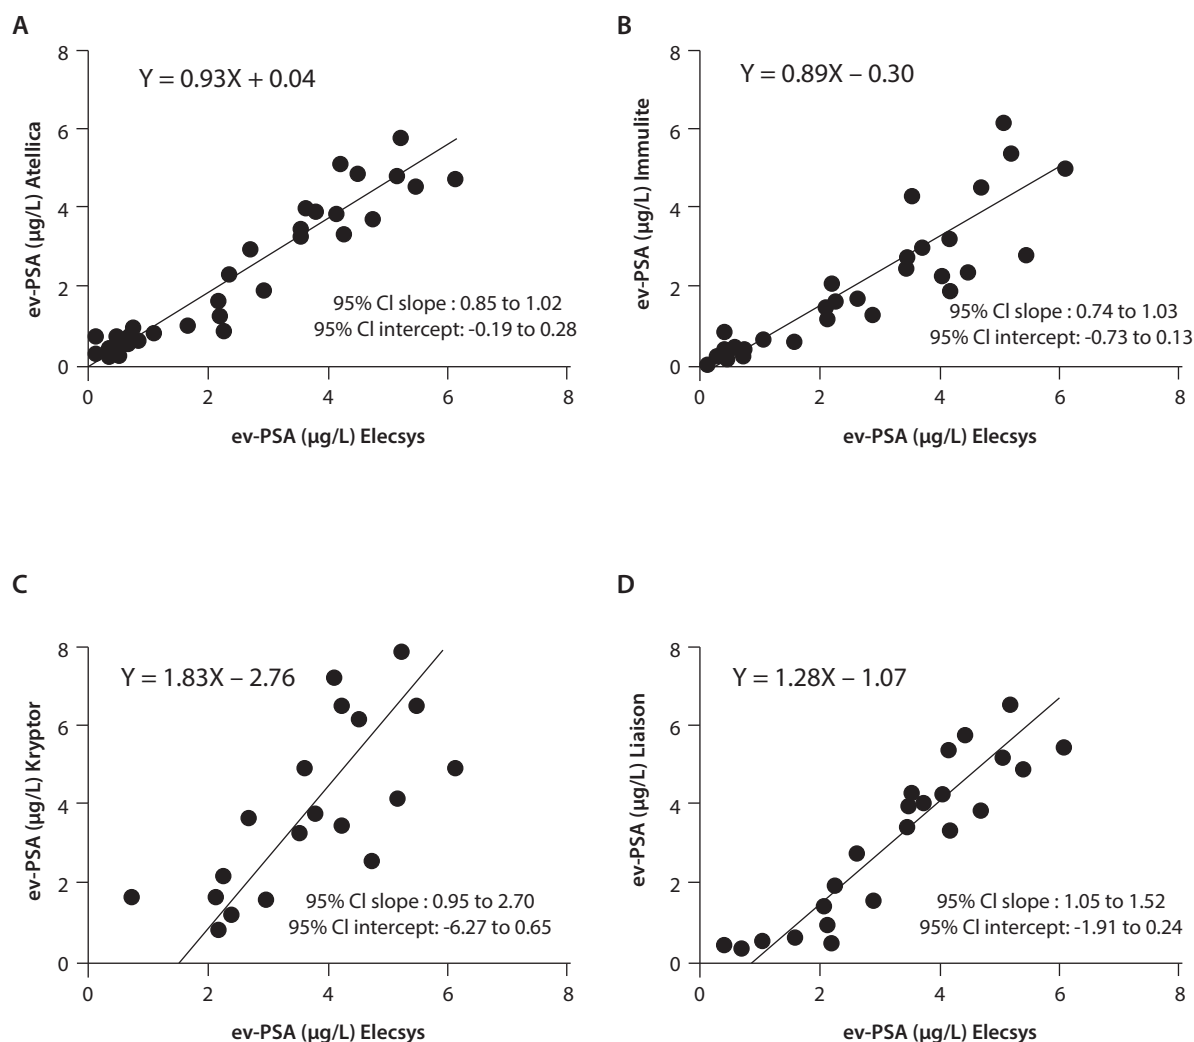 A
8
Y = 0.93X + 0.04
6
4
2
0
ev-PSA (µg/L) Atellica
95% CI slope : 0.85 to 1.02
95% CI intercept: -0.19 to 0.28
0 2 4 6 8
ev-PSA (µg/L) Elecsys
B
8
Y = 0.89X – 0.30
6
4
2
0
ev-PSA (µg/L) Immulite
95% CI slope : 0.74 to 1.03
95% CI intercept: -0.73 to 0.13
0 2 4 6 8
ev-PSA (µg/L) Elecsys
C
8
Y = 1.83X – 2.76
6
4
2
0
ev-PSA (µg/L) Kryptor
95% CI slope : 0.95 to 2.70
95% CI intercept: -6.27 to 0.65
0 2 4 6 8
ev-PSA (µg/L) Elecsys
D
8
Y = 1.28X – 1.07
6
4
2
0
ev-PSA (µg/L) Liaison
95% CI slope : 1.05 to 1.52
95% CI intercept: -1.91 to 0.24
0 2 4 6 8
ev-PSA (µg/L) Elecsys